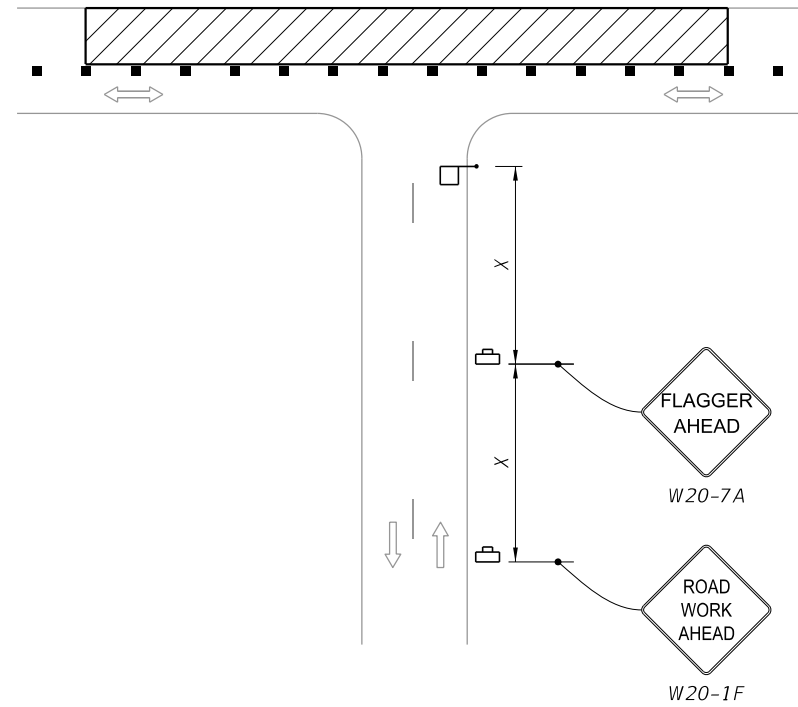 X
FLAGGER
AHEAD
W20-7A
X
ROAD
WORK
AHEAD
W20-1F